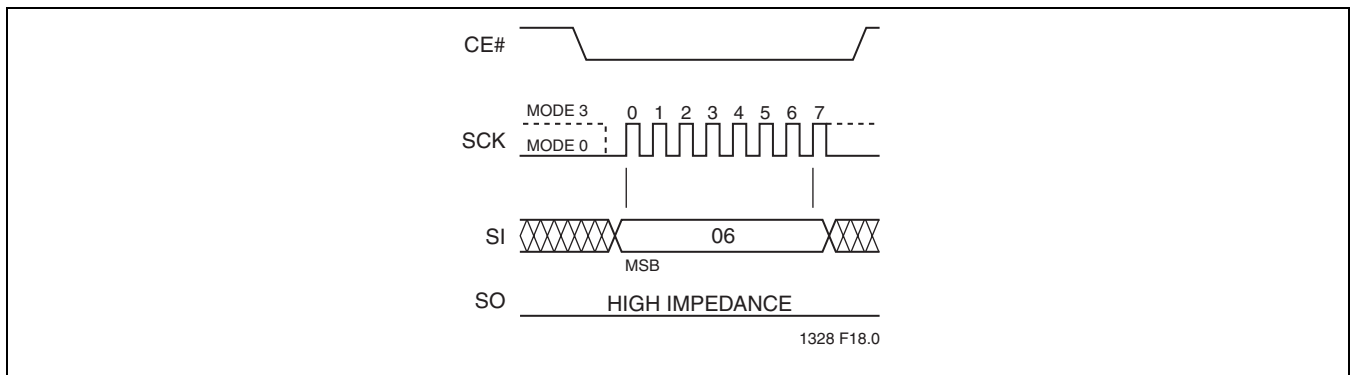 CE#
MODE 3 0 1 2 3 4 5 6 7
SCK MODE 0
SI 06
MSB
SO HIGH IMPEDANCE
1328 F18.0